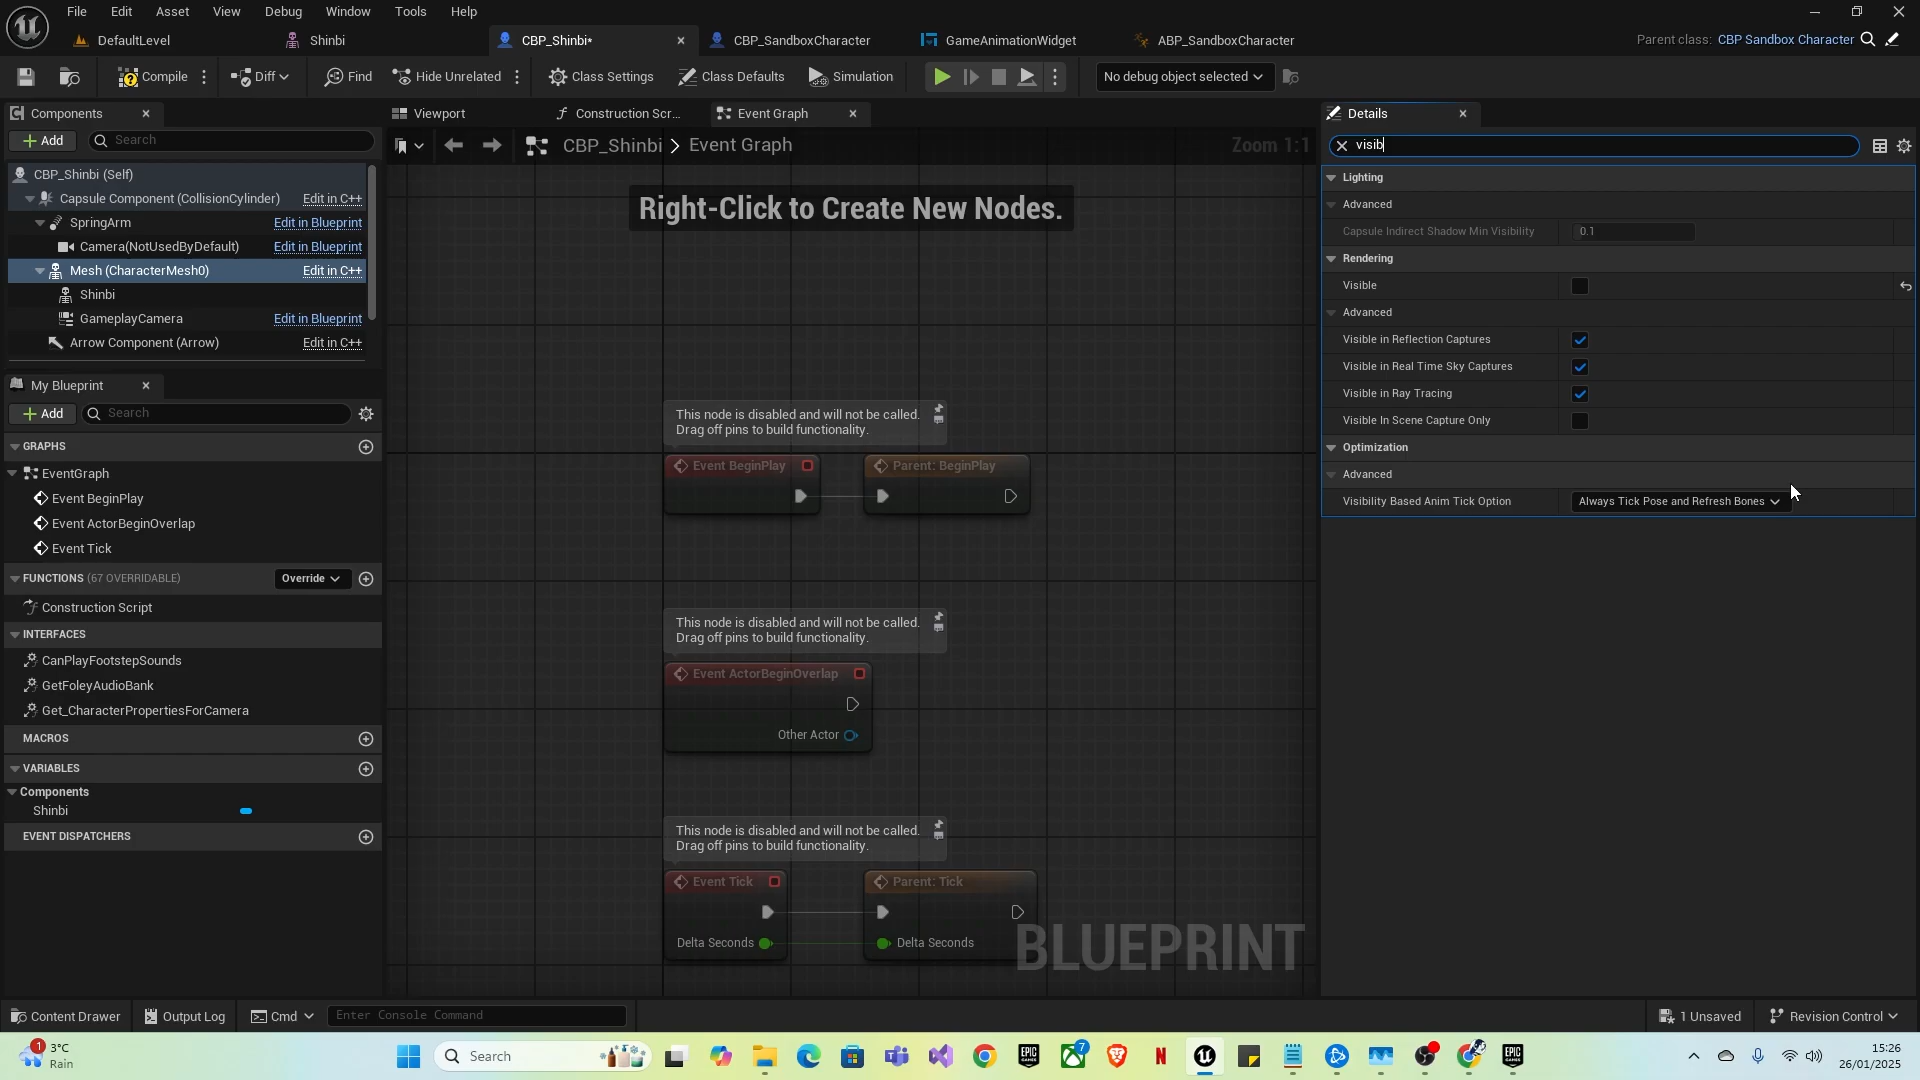 File Edit Asset View Debug Window Tools Help
DefaultLevel Shinbi CBP_Shinbi* CBP_SandboxCharacter GameAnimationWidget ABP_SandboxCharacter Parent class: CBP Sandbox Character
Compile Diff Find Hide Unrelated Class Settings Class Defaults Simulation No debug object selected
Components
Add Search
CBP_Shinbi (Self)
Capsule Component (CollisionCylinder) Edit in C++
SpringArm Edit in Blueprint
Camera(NotUsedByDefault) Edit in Blueprint
Mesh (CharacterMesh0) Edit in C++
Shinbi
GameplayCamera Edit in Blueprint
Arrow Component (Arrow) Edit in C++
My Blueprint
Add Search
GRAPHS
EventGraph
Event BeginPlay
Event ActorBeginOverlap
Event Tick
FUNCTIONS (67 OVERRIDABLE) Override
Construction Script
INTERFACES
CanPlayFootstepSounds
GetFoleyAudioBank
Get_CharacterPropertiesForCamera
MACROS
VARIABLES
Components
Shinbi
EVENT DISPATCHERS
Viewport Construction Scr... Event Graph
CBP_Shinbi > Event Graph Zoom 1:1
Right-Click to Create New Nodes.
This node is disabled and will not be called.
Drag off pins to build functionality.
Event BeginPlay Parent: BeginPlay
This node is disabled and will not be called.
Drag off pins to build functionality.
Event ActorBeginOverlap
Other Actor
This node is disabled and will not be called.
Drag off pins to build functionality.
Event Tick Parent: Tick
Delta Seconds Delta Seconds
BLUEPRINT
Details
visib
Lighting
Advanced
Capsule Indirect Shadow Min Visibility 0.1
Rendering
Visible
Advanced
Visible in Reflection Captures
Visible in Real Time Sky Captures
Visible in Ray Tracing
Visible In Scene Capture Only
Optimization
Advanced
Visibility Based Anim Tick Option Always Tick Pose and Refresh Bones
Content Drawer Output Log Cmd Enter Console Command 1 Unsaved Revision Control
1 3°C
Rain
Search
7
15:26
26/01/2025